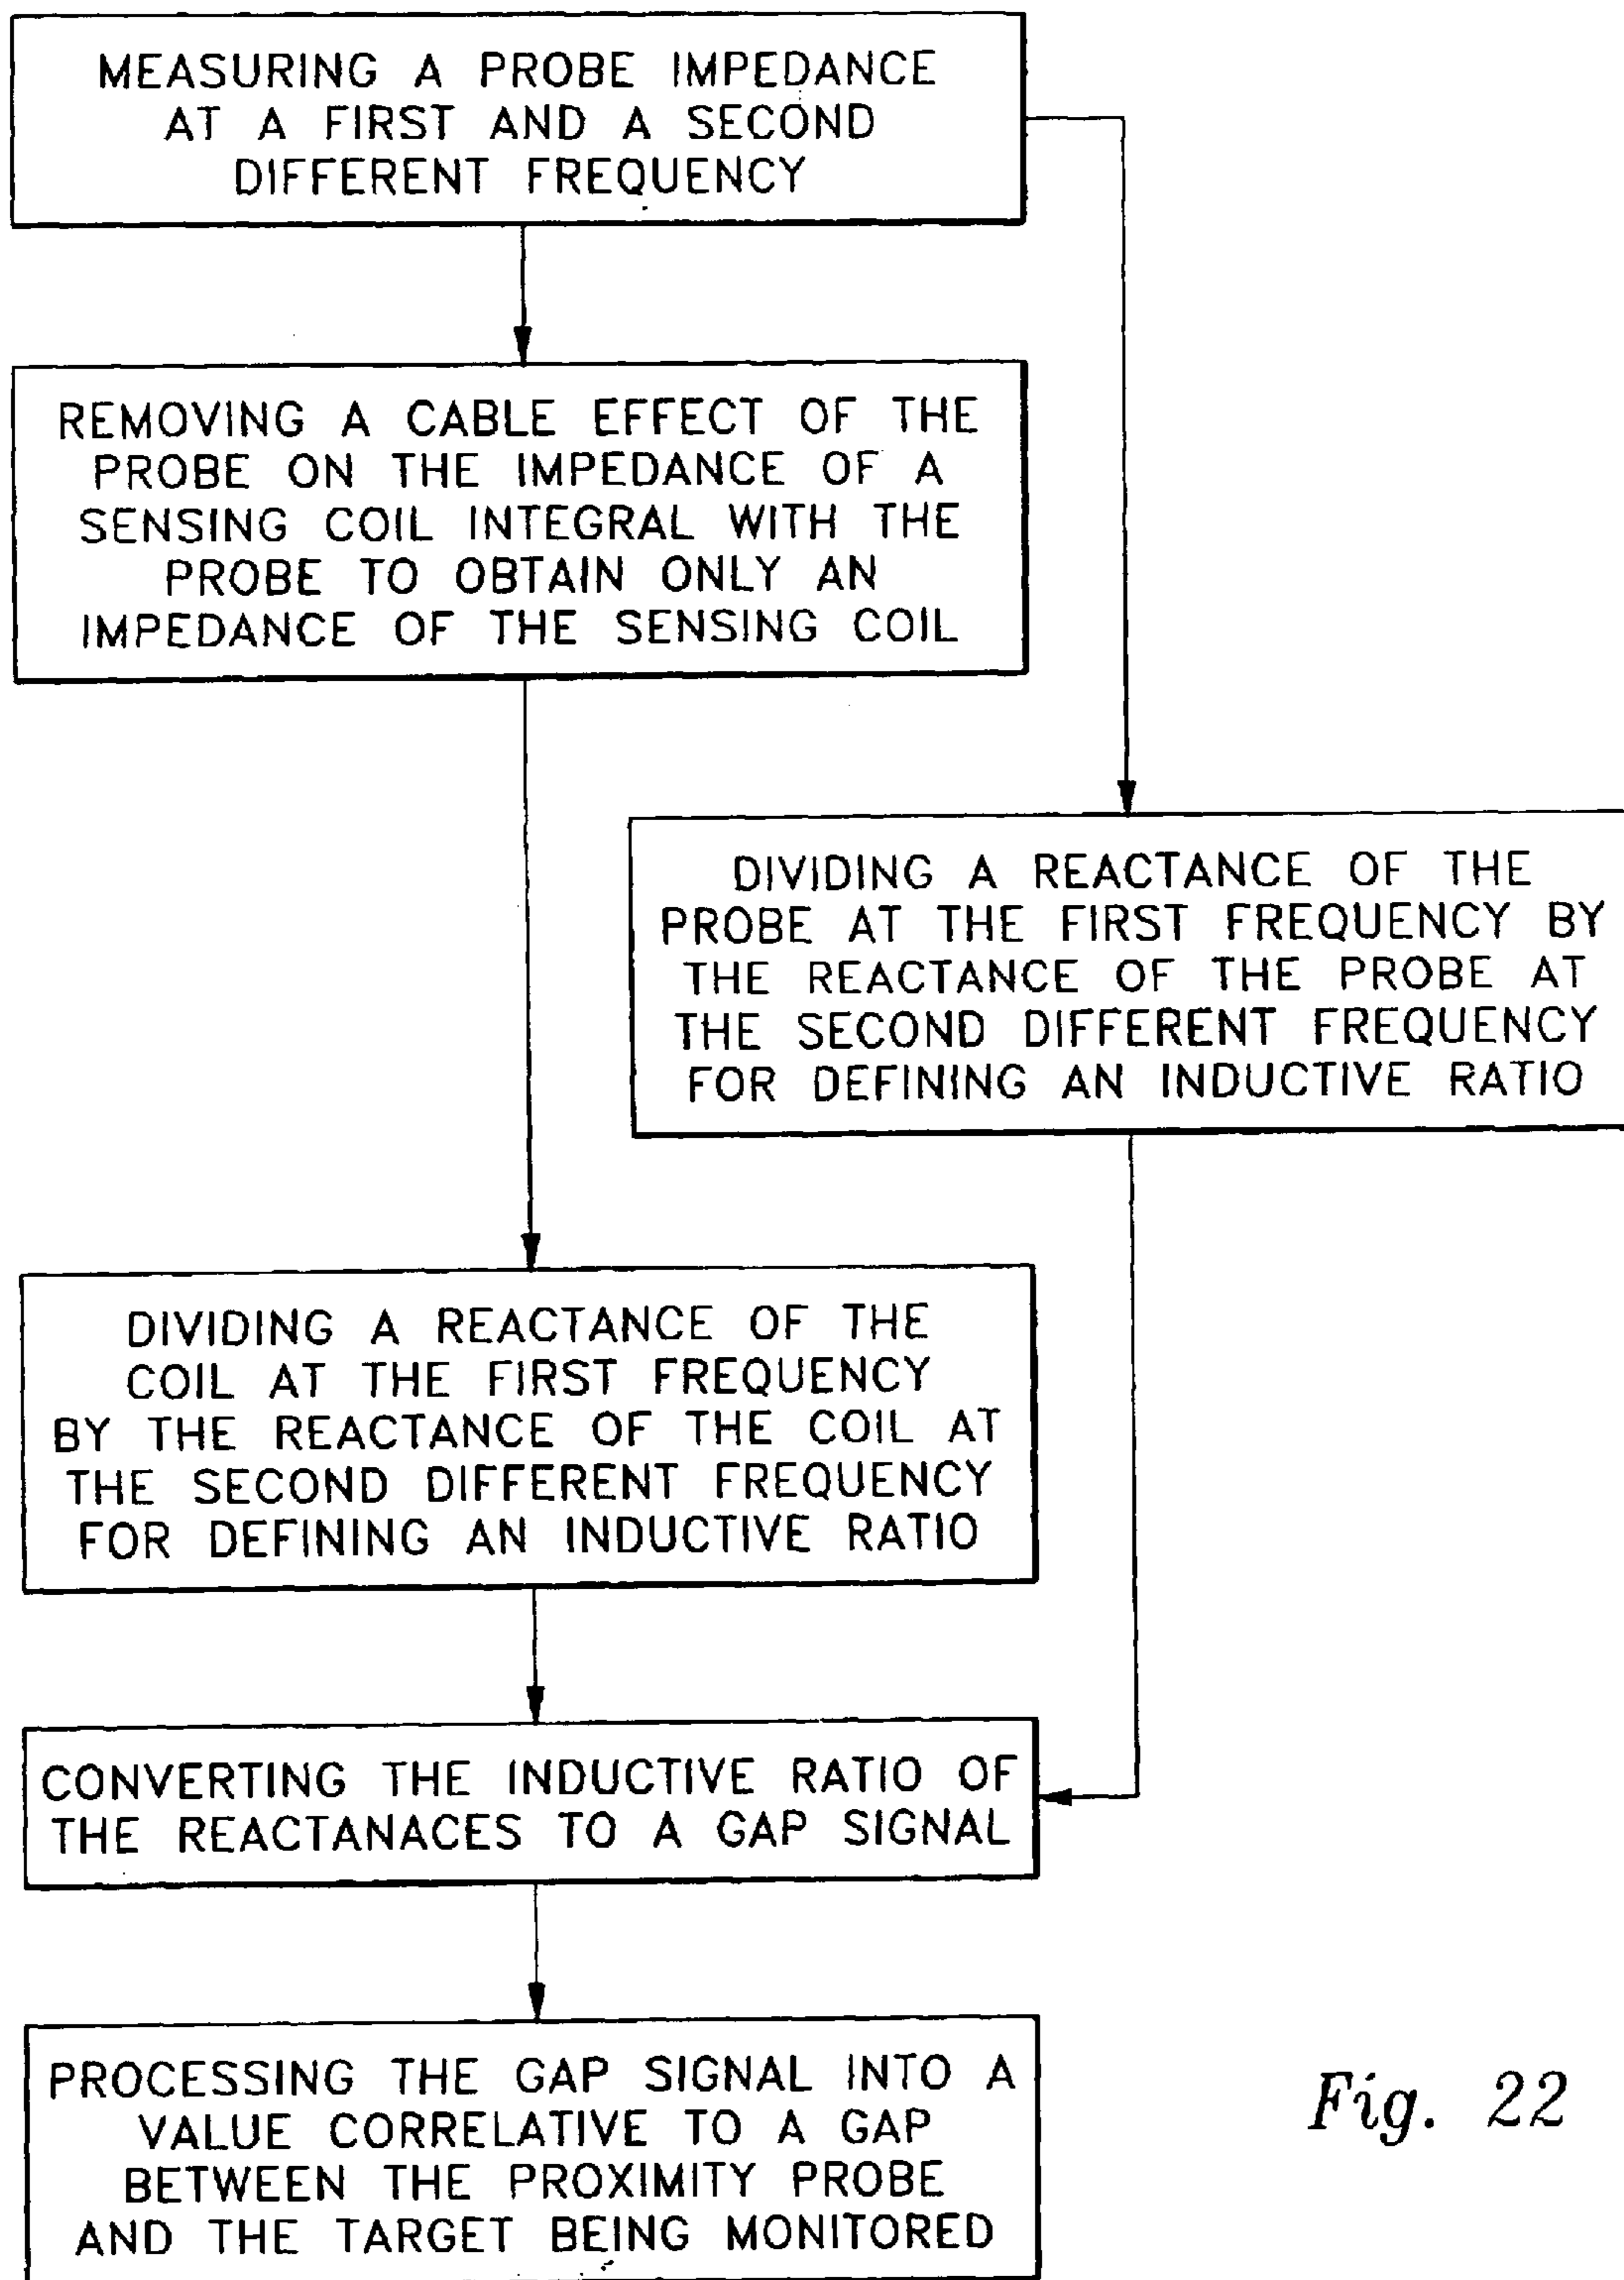 MEASURING A PROBE IMPEDANCE
AT A FIRST AND A SECOND
DIFFERENT FREQUENCY
REMOVING A CABLE EFFECT OF THE
PROBE ON THE IMPEDANCE OF A
SENSING COIL INTEGRAL WITH THE
PROBE TO OBTAIN ONLY AN
IMPEDANCE OF THE SENSING COIL
DIVIDING A REACTANCE OF THE
PROBE AT THE FIRST FREQUENCY BY
THE REACTANCE OF THE PROBE AT
THE SECOND DIFFERENT FREQUENCY
FOR DEFINING AN INDUCTIVE RATIO
DIVIDING A REACTANCE OF THE
COIL AT THE FIRST FREQUENCY
BY THE REACTANCE OF THE COIL AT
THE SECOND DIFFERENT FREQUENCY
FOR DEFINING AN INDUCTIVE RATIO
CONVERTING THE INDUCTIVE RATIO OF
THE REACTANACES TO A GAP SIGNAL
PROCESSING THE GAP SIGNAL INTO A
VALUE CORRELATIVE TO A GAP
BETWEEN THE PROXIMITY PROBE
AND THE TARGET BEING MONITORED
Fig. 22